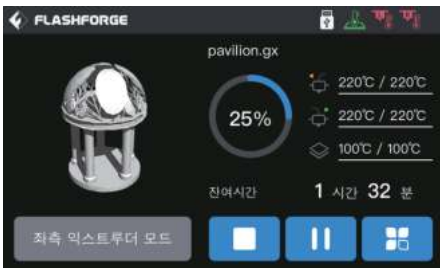 FLASHFORGE
pavilion.gx
25%
220℃ / 220℃
220℃ / 220℃
100℃ / 100℃
잔여시간 1 시간 32 분
좌측 익스트루더 모드